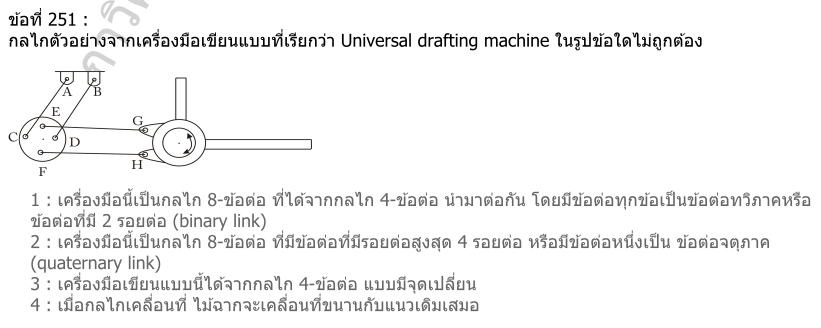 ข้อที่ 251 :
กลไกตัวอย่างจากเครื่องมือเขียนแบบที่เรียกว่า Universal drafting machine ในรูปข้อใดไม่ถูกต้อง
A B
E
G
C D
H
F
1 : เครื่องมือนี้เป็นกลไก 8-ข้อต่อ ที่ได้จากกลไก 4-ข้อต่อ นำมาต่อกัน โดยมีข้อต่อทุกข้อเป็นข้อต่อทวิภาคหรือ
ข้อต่อที่มี 2 รอยต่อ (binary link)
2 : เครื่องมือนี้เป็นกลไก 8-ข้อต่อ ที่มีข้อต่อที่มีรอยต่อสูงสุด 4 รอยต่อ หรือมีข้อต่อหนึ่งเป็น ข้อต่อจตุภาค
(quaternary link)
3 : เครื่องมือเขียนแบบนี้ได้จากกลไก 4-ข้อต่อ แบบมีจุดเปลี่ยน
4 : เมื่อกลไกเคลื่อนที่ ไม้ฉากจะเคลื่อนที่ขนานกับแนวเดิมเสมอ